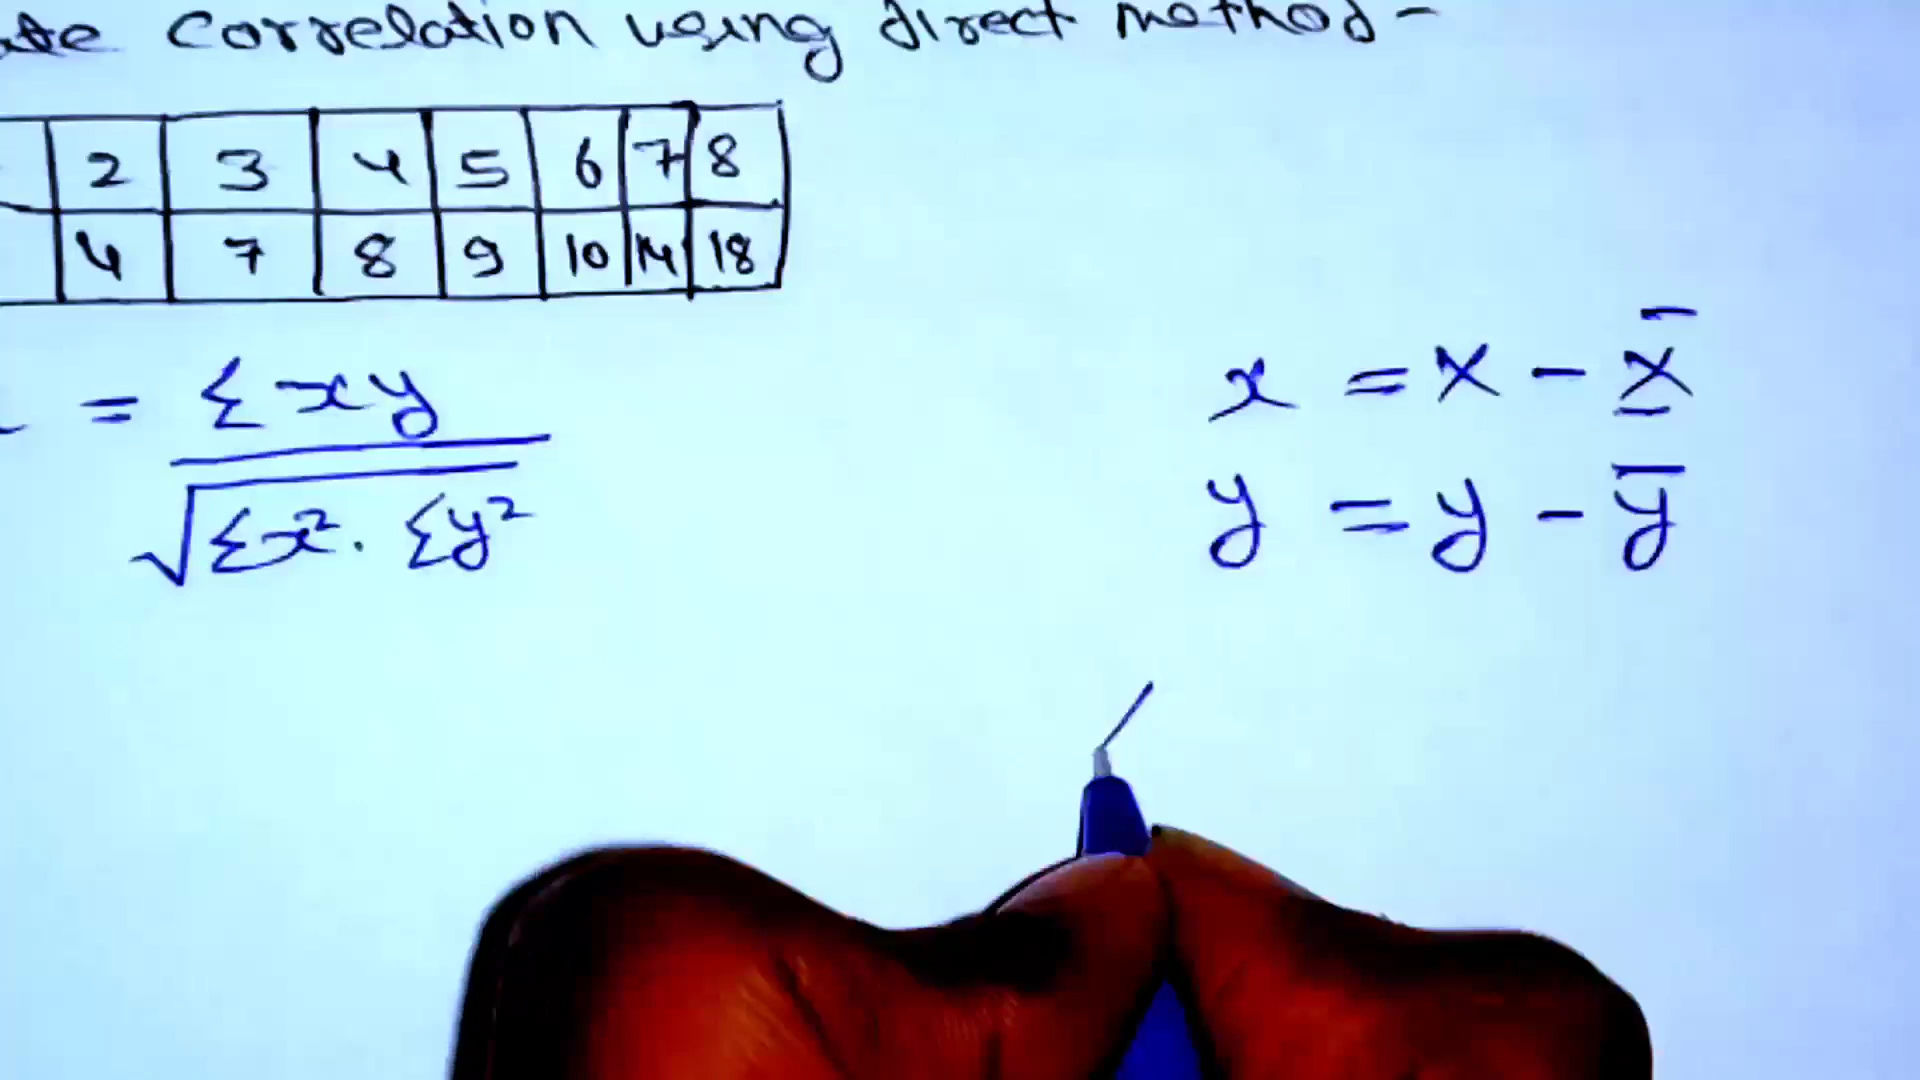 correlation using direct method -
2 3 4 5 6 7 8
4 7 8 9 10 14 18
= Σxy
√Σx². Σy²
x = X - X̄
y = y - ȳ